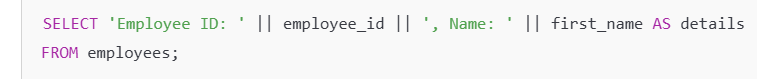 SELECT 'Employee ID: ' || employee_id || ', Name: ' || first_name AS details
FROM employees;